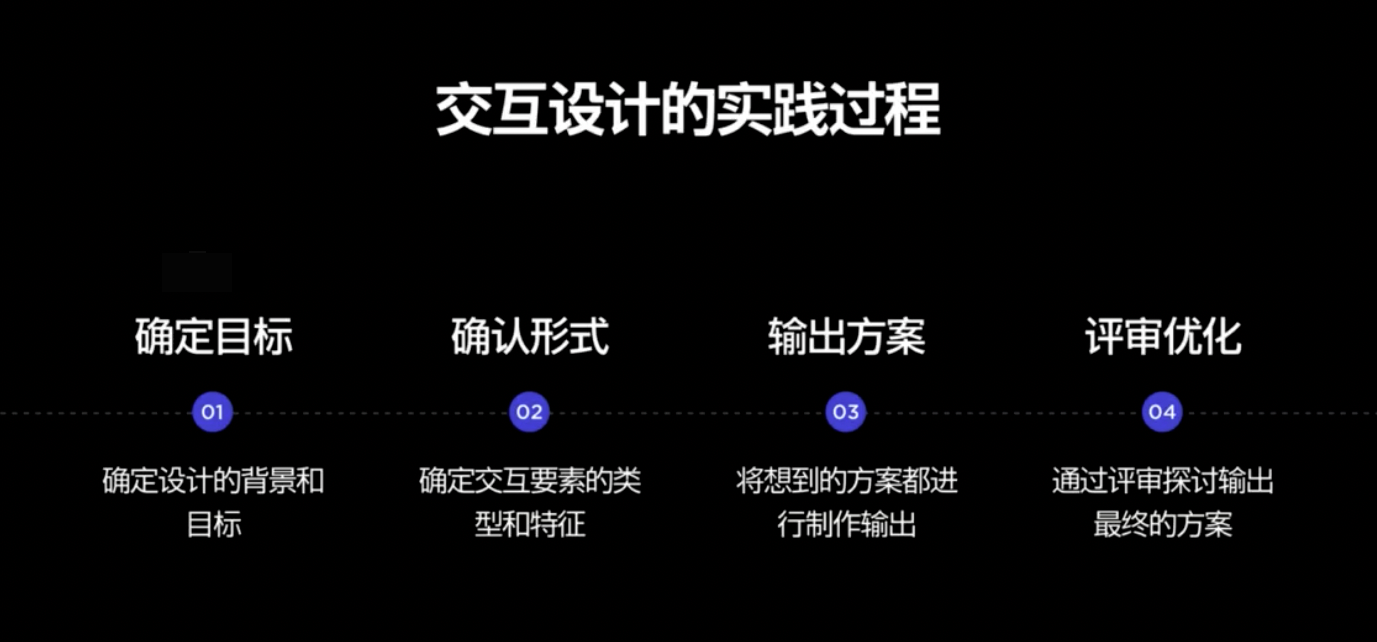 交互设计的实践过程
确定目标
01
确定设计的背景和
目标
确认形式
02
确定交互要素的类
型和特征
输出方案
03
将想到的方案都进
行制作输出
评审优化
04
通过评审探讨输出
最终的方案